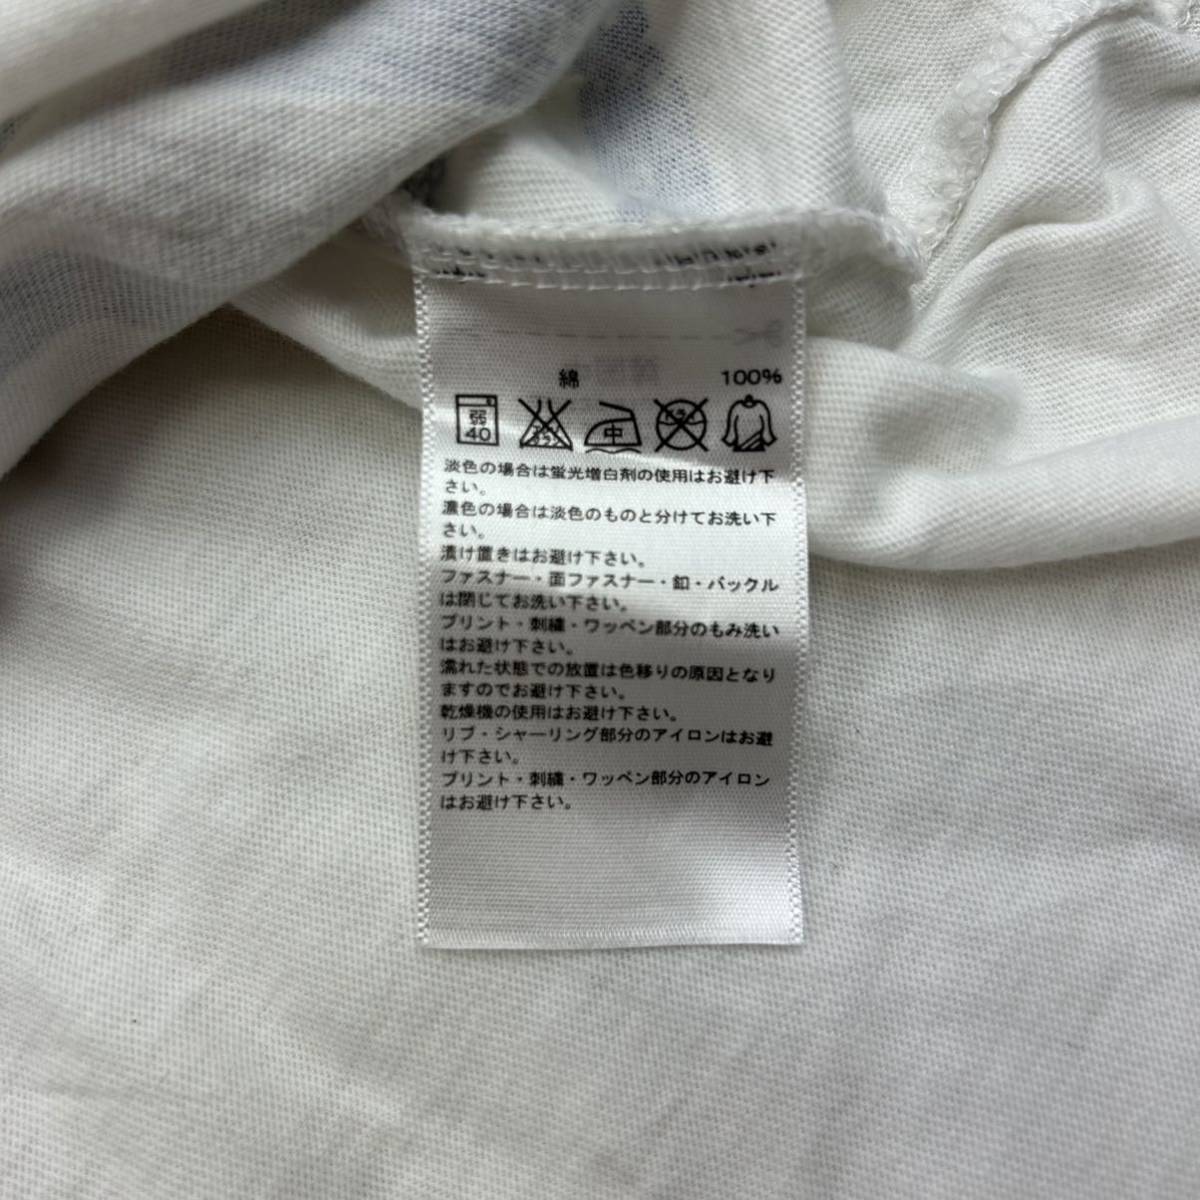 綿 100%
弱 40 エンソ サラシ 中 ドライ
淡色の場合は蛍光増白剤の使用はお避け下
さい。
濃色の場合は淡色のものと分けてお洗い下
さい。
漬け置きはお避け下さい。
ファスナー・面ファスナー・釦・バックル
は閉じてお洗い下さい。
プリント・刺繍・ワッペン部分のもみ洗い
はお避け下さい。
濡れた状態での放置は色移りの原因となり
ますのでお避け下さい。
乾燥機の使用はお避け下さい。
リブ・シャーリング部分のアイロンはお避
け下さい。
プリント・刺繍・ワッペン部分のアイロン
はお避け下さい。